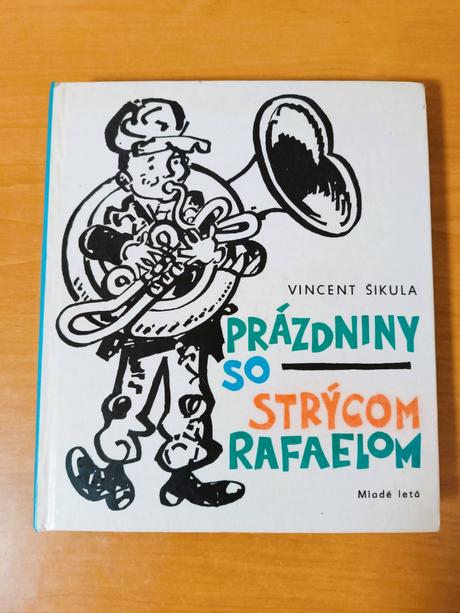 VINCENT ŠIKULA
PRÁZDNINY
SO
STRÝCOM
RAFAELOM
Mladé letá